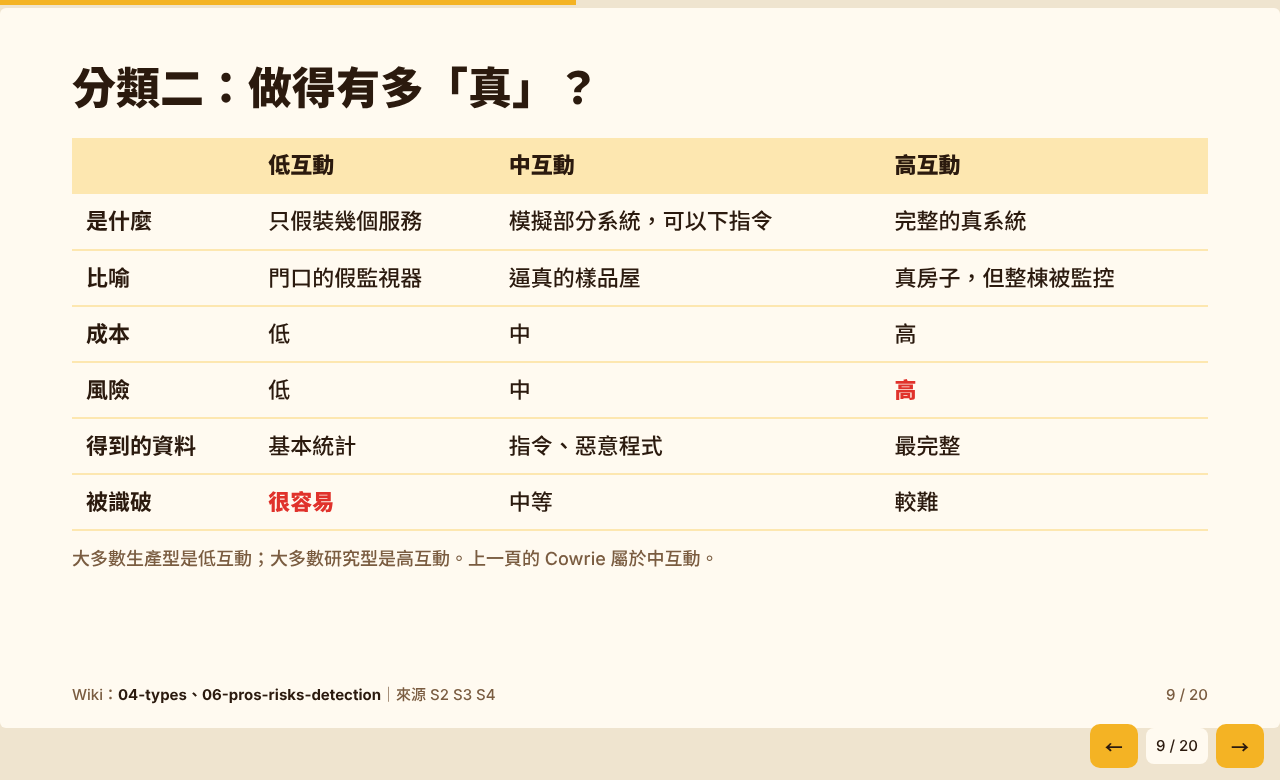 分類二：做得有多「真」？
低互動 中互動 高互動
是什麼 只假裝幾個服務 模擬部分系統，可以下指令 完整的真系統
比喻 門口的假監視器 逼真的樣品屋 真房子，但整棟被監控
成本 低 中 高
風險 低 中 高
得到的資料 基本統計 指令、惡意程式 最完整
被識破 很容易 中等 較難
大多數生產型是低互動；大多數研究型是高互動。上一頁的 Cowrie 屬於中互動。
Wiki：04-types、06-pros-risks-detection｜來源 S2 S3 S4 9 / 20
← 9 / 20 →